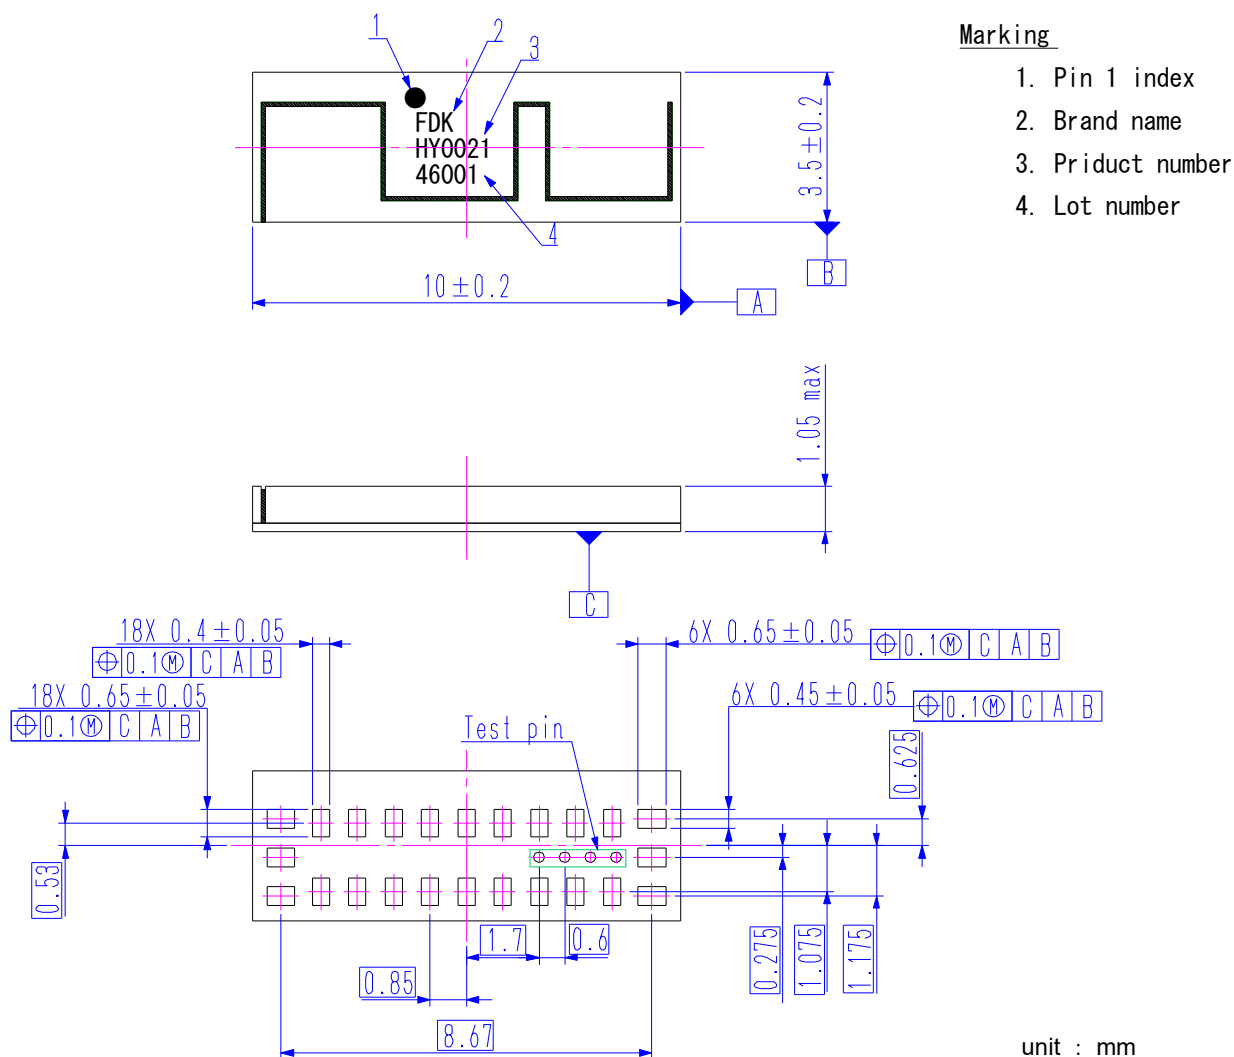 1
2
3
FDK
HY0021
46001
4
3.5±0.2
B
10±0.2
A
Marking
1. Pin 1 index
2. Brand name
3. Priduct number
4. Lot number
1.05 max
C
18X 0.4±0.05
⌖ 0.1Ⓜ C A B
18X 0.65±0.05
⌖ 0.1Ⓜ C A B
6X 0.65±0.05
⌖ 0.1Ⓜ C A B
6X 0.45±0.05
⌖ 0.1Ⓜ C A B
Test pin
0.625
0.53
1.7
0.6
0.85
8.67
0.275
1.075
1.175
unit : mm